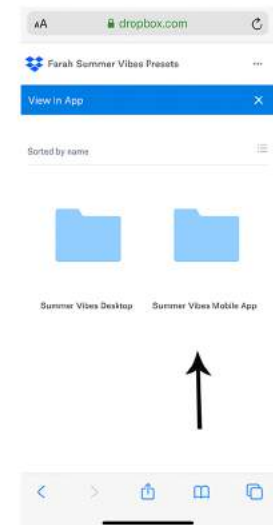 AA dropbox.com
Farah Summer Vibes Presets ...
View In App
Sorted by name
Summer Vibes Desktop Summer Vibes Mobile App